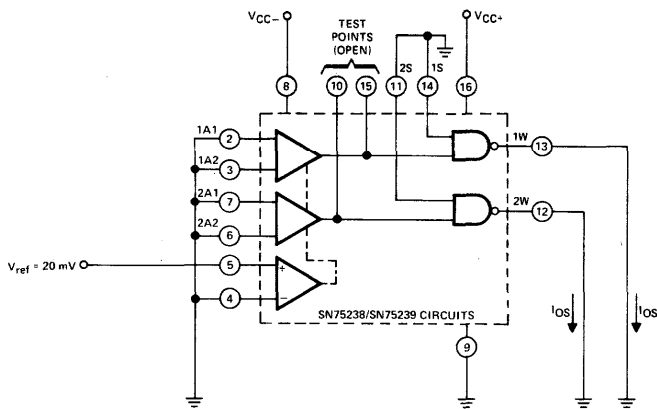 VCC−
TEST
POINTS
(OPEN)
VCC+
2S
1S
8
10
15
11
14
16
1A1
2
1W
13
1A2
3
2A1
7
2W
12
2A2
6
Vref = 20 mV
5
+
4
−
IOS
IOS
SN75238/SN75239 CIRCUITS
9